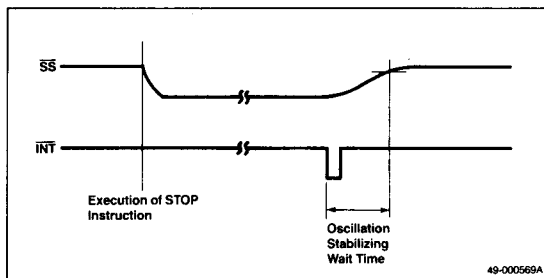 SS
INT
Execution of STOP
Instruction
Oscillation
Stabilizing
Wait Time
49-000569A